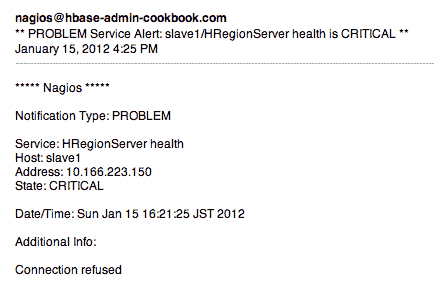 nagios@hbase-admin-cookbook.com
** PROBLEM Service Alert: slave1/HRegionServer health is CRITICAL **
January 15, 2012 4:25 PM
***** Nagios *****
Notification Type: PROBLEM
Service: HRegionServer health
Host: slave1
Address: 10.166.223.150
State: CRITICAL
Date/Time: Sun Jan 15 16:21:25 JST 2012
Additional Info:
Connection refused